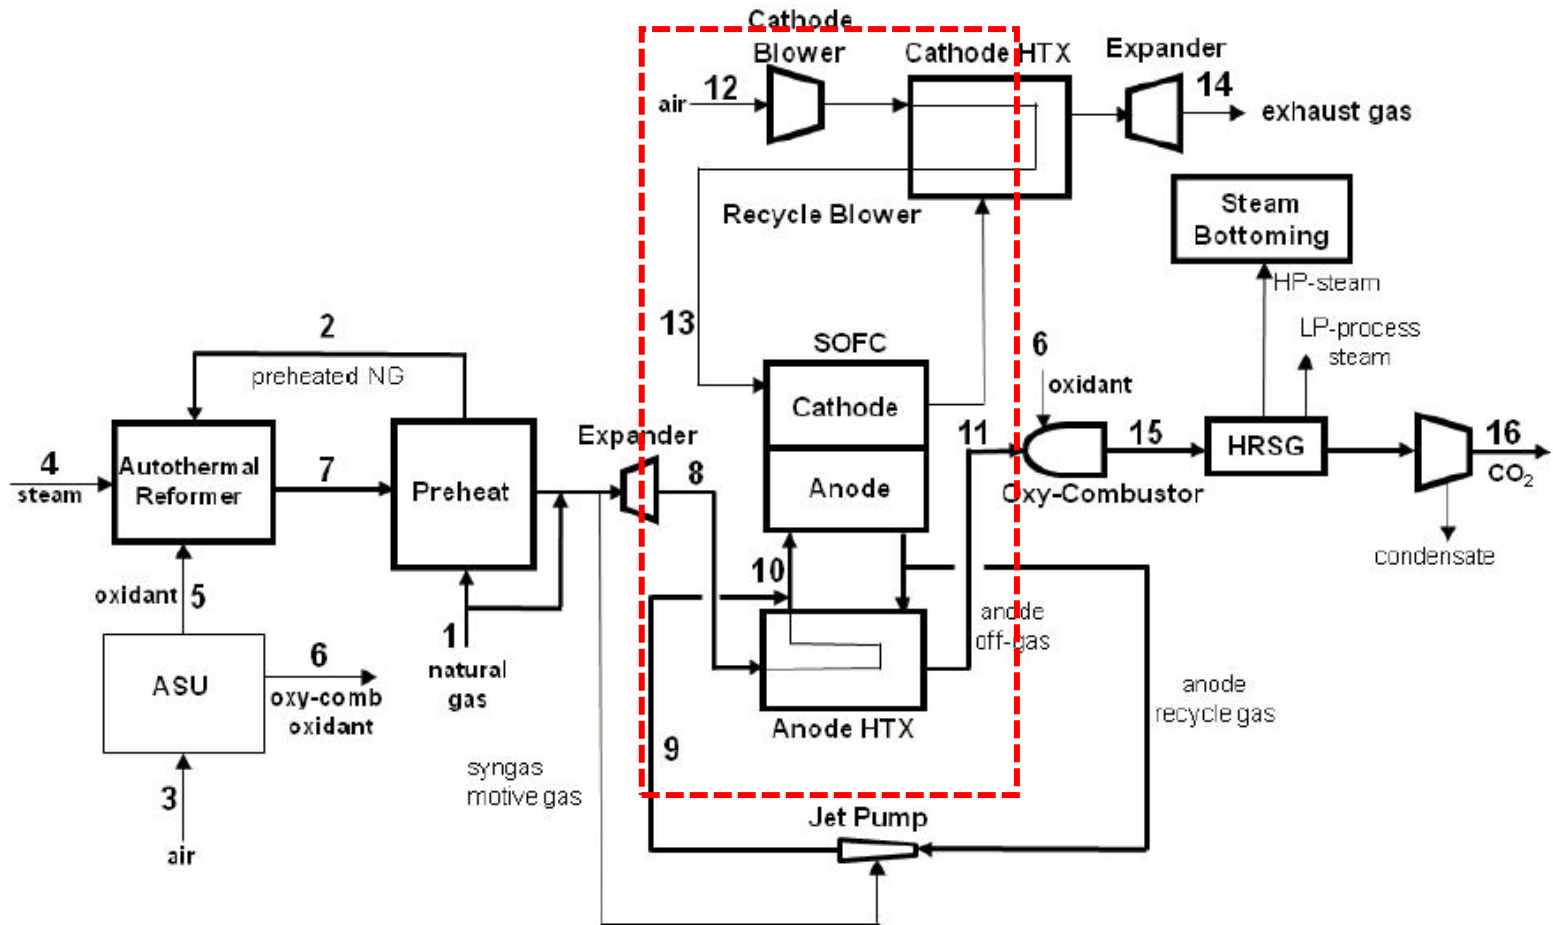 Cathode
Blower
Cathode HTX
Expander
air
12
14
exhaust gas
Recycle Blower
Steam
Bottoming
HP-steam
LP-process
steam
13
SOFC
Cathode
Anode
2
preheated NG
6
oxidant
Expander
4
steam
Autothermal
Reformer
7
Preheat
8
11
15
HRSG
16
CO₂
Oxy-Combustor
condensate
10
oxidant
5
1
natural
gas
anode
off-gas
ASU
6
oxy-comb
oxidant
anode
recycle gas
Anode HTX
9
syngas
motive gas
3
air
Jet Pump